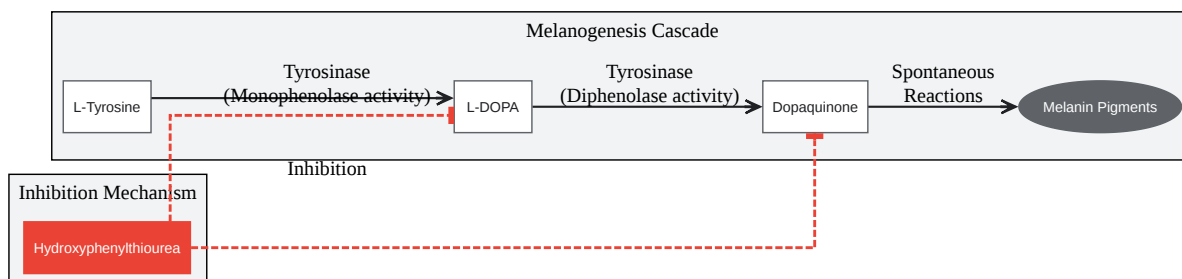 Melanogenesis Cascade
Tyrosinase
(Monophenolase activity)
Tyrosinase
(Diphenolase activity)
Spontaneous
Reactions
L-Tyrosine
L-DOPA
Dopaquinone
Melanin Pigments
Inhibition
Inhibition Mechanism
Hydroxyphenylthiourea